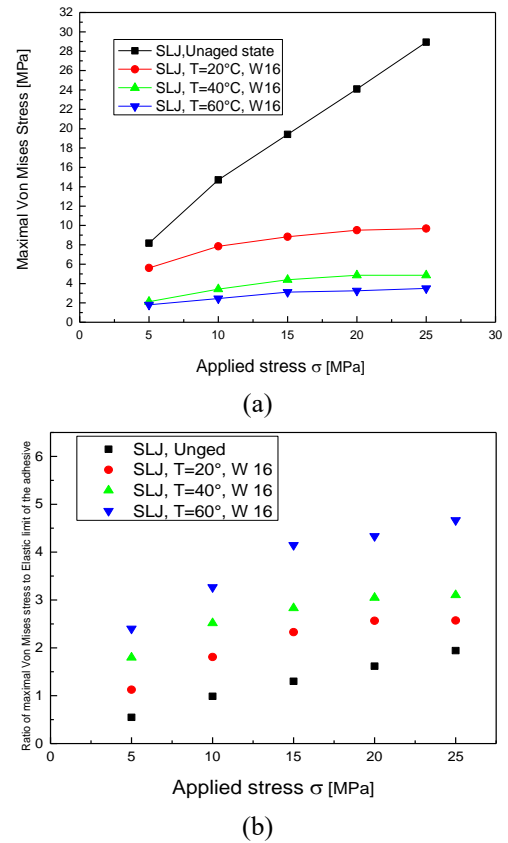 (a)
SLJ,Unaged state
SLJ, T=20°C, W16
SLJ, T=40°C, W16
SLJ, T=60°C, W16
Maximal Von Mises Stress [MPa]
32
30
28
26
24
22
20
18
16
14
12
10
8
6
4
2
0
0 5 10 15 20 25 30
Applied stress σ [MPa]
(a)
SLJ, Unged
SLJ, T=20°, W 16
SLJ, T=40°, W 16
SLJ, T=60°, W 16
Ratio of maximal Von Mises stress to Elastic limit of the adhesive
6
5
4
3
2
1
0
5 10 15 20 25
Applied stress σ [MPa]
(b)